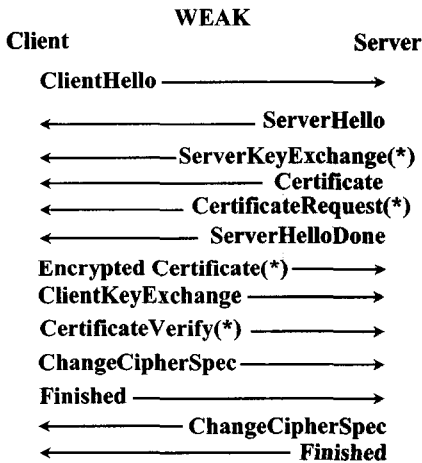 WEAK
Client Server
ClientHello
ServerHello
ServerKeyExchange(*)
Certificate
CertificateRequest(*)
ServerHelloDone
Encrypted Certificate(*)
ClientKeyExchange
CertificateVerify(*)
ChangeCipherSpec
Finished
ChangeCipherSpec
Finished